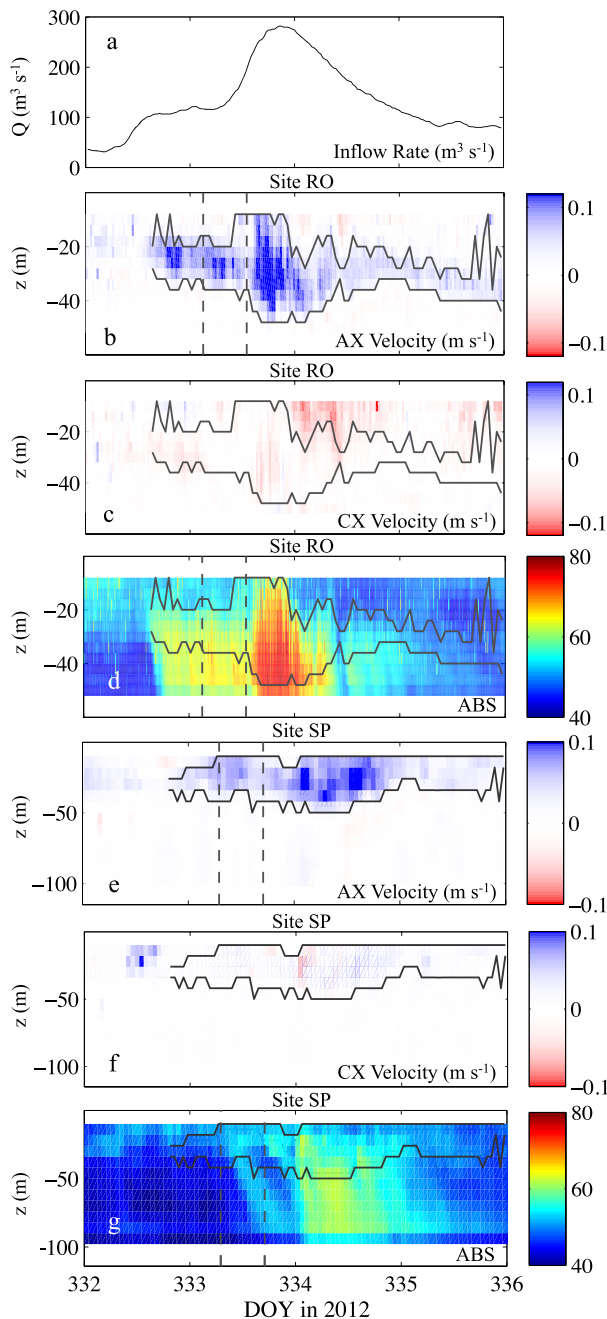 300
200
100
0
Q (m³ s⁻¹)
a
Inflow Rate (m³ s⁻¹)
Site RO
−20
−40
z (m)
b
AX Velocity (m s⁻¹)
0.1
0
−0.1
Site RO
−20
−40
z (m)
c
CX Velocity (m s⁻¹)
0.1
0
−0.1
Site RO
−20
−40
z (m)
d
ABS
80
60
40
Site SP
−50
−100
z (m)
e
AX Velocity (m s⁻¹)
0.1
0
−0.1
Site SP
−50
−100
z (m)
f
CX Velocity (m s⁻¹)
0.1
0
−0.1
Site SP
−50
−100
z (m)
g
ABS
80
60
40
332 333 334 335 336
DOY in 2012